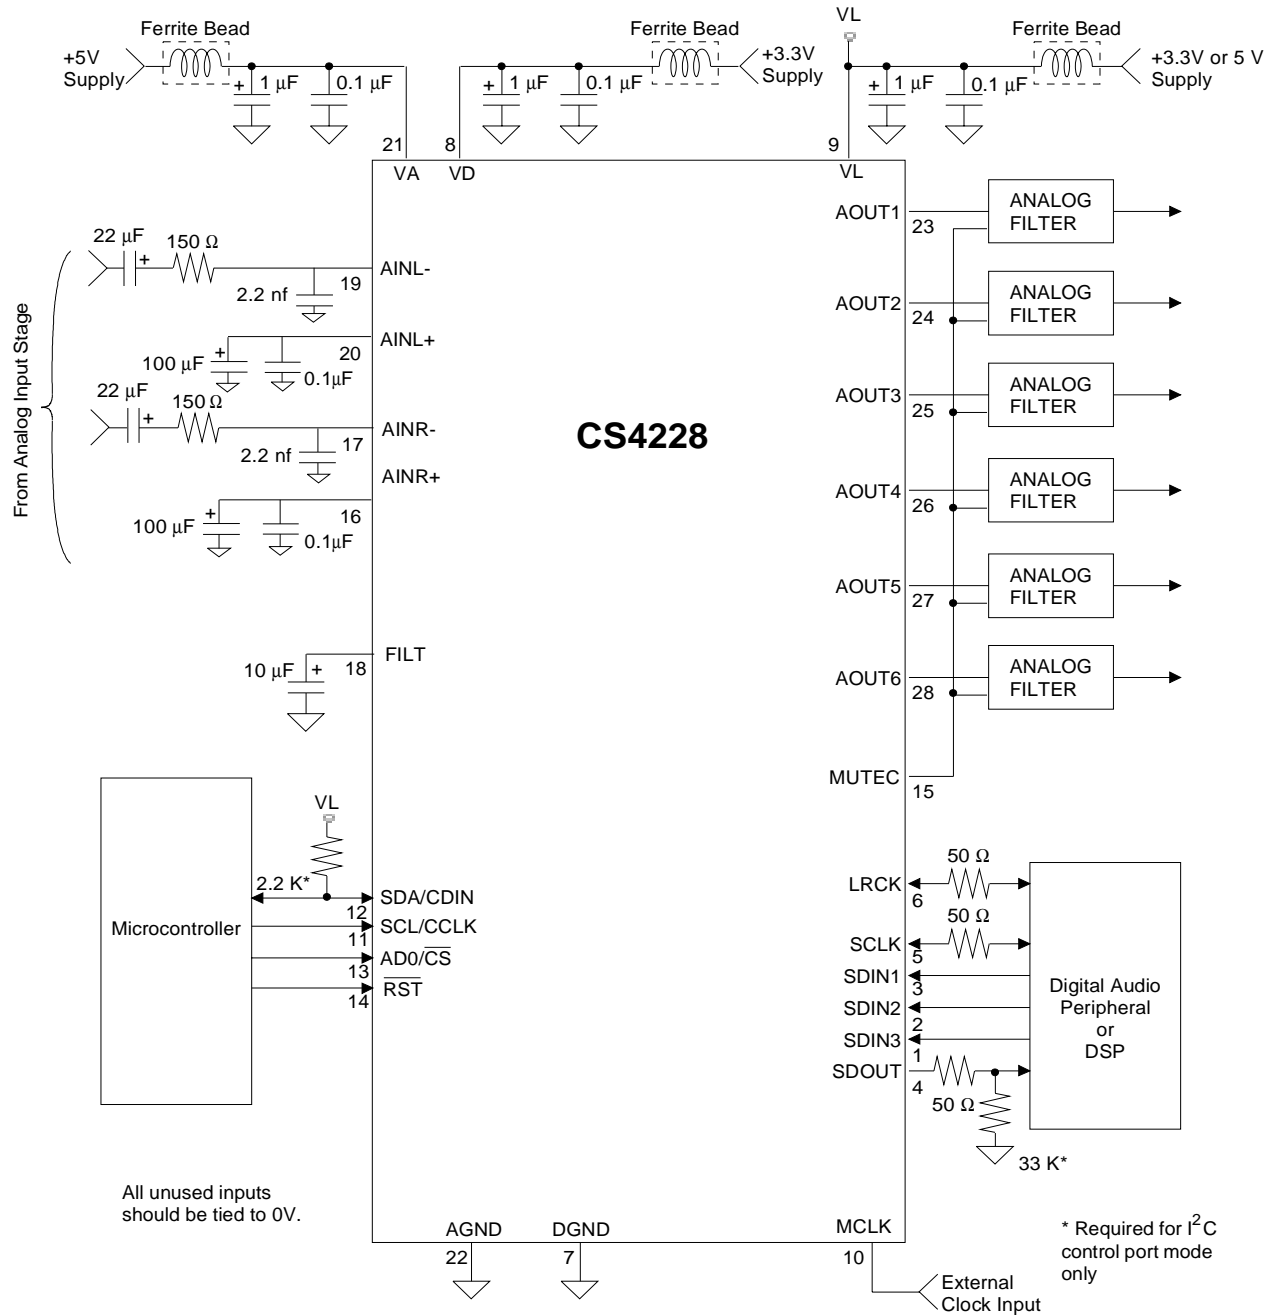 Ferrite Bead
+5V
Supply
+ 1 µF
0.1 µF
Ferrite Bead
+3.3V
Supply
+ 1 µF
0.1 µF
VL
Ferrite Bead
+3.3V or 5 V
Supply
+ 1 µF
0.1 µF
21
8
9
VA
VD
VL
From Analog Input Stage
22 µF
+
150 Ω
2.2 nf
19
AINL-
+
100 µF
0.1µF
20
AINL+
22 µF
+
150 Ω
2.2 nf
17
AINR-
AINR+
+
100 µF
0.1µF
16
10 µF
+
18
FILT
CS4228
AOUT1
23
ANALOG
FILTER
AOUT2
24
ANALOG
FILTER
AOUT3
25
ANALOG
FILTER
AOUT4
26
ANALOG
FILTER
AOUT5
27
ANALOG
FILTER
AOUT6
28
ANALOG
FILTER
MUTEC
15
Microcontroller
VL
2.2 K*
SDA/CDIN
12
SCL/CCLK
11
AD0/CS
13
RST
14
LRCK
6
50 Ω
SCLK
5
50 Ω
SDIN1
3
SDIN2
2
SDIN3
1
SDOUT
4
50 Ω
33 K*
Digital Audio
Peripheral
or
DSP
All unused inputs
should be tied to 0V.
AGND
22
DGND
7
MCLK
10
External
Clock Input
* Required for I²C
control port mode
only